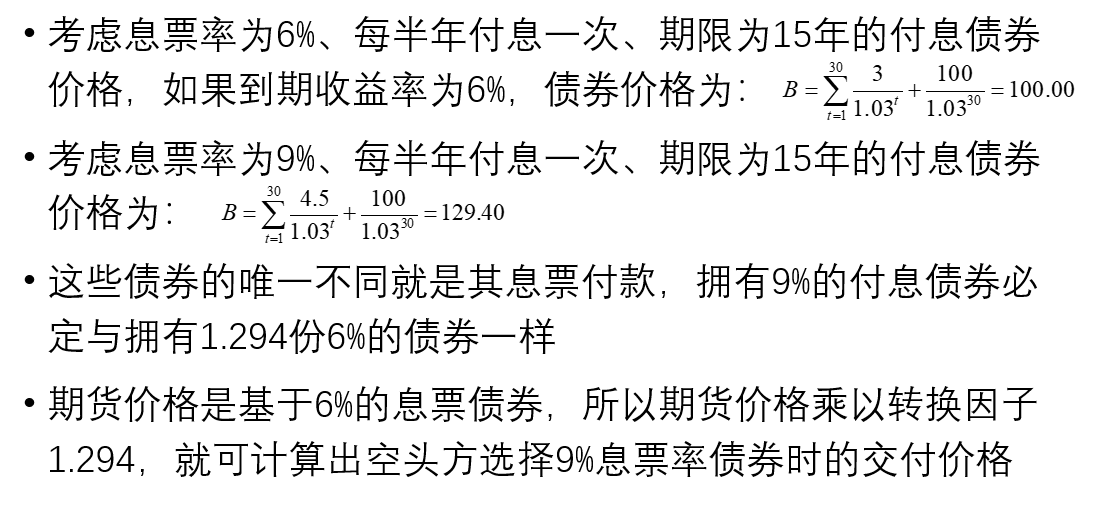 • 考虑息票率为6%、每半年付息一次、期限为15年的付息债券
价格，如果到期收益率为6%，债券价格为： B = ∑_{t=1}^{30} 3/1.03^t + 100/1.03^{30} = 100.00
• 考虑息票率为9%、每半年付息一次、期限为15年的付息债券
价格为： B = ∑_{t=1}^{30} 4.5/1.03^t + 100/1.03^{30} = 129.40
• 这些债券的唯一不同就是其息票付款，拥有9%的付息债券必
定与拥有1.294份6%的债券一样
• 期货价格是基于6%的息票债券，所以期货价格乘以转换因子
1.294，就可计算出空头方选择9%息票率债券时的交付价格